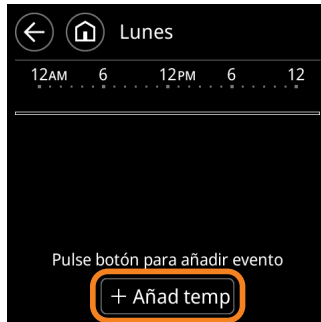 Lunes
12AM 6 12PM 6 12
Pulse botón para añadir evento
+ Añad temp